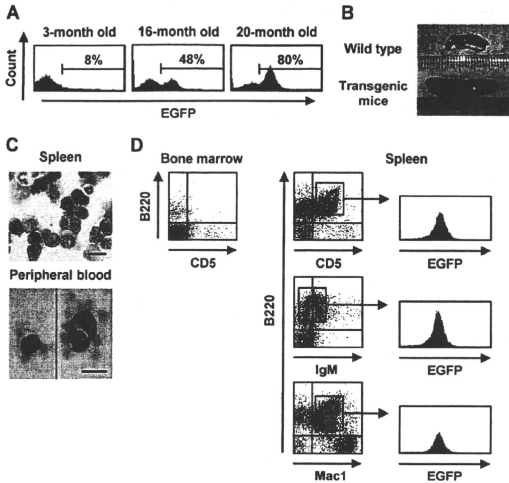 A
3-month old 16-month old 20-month old
8% 48% 80%
Count
EGFP
B
Wild type
Transgenic
mice
C
Spleen
Peripheral blood
D
Bone marrow
B220
CD5
Spleen
B220
CD5
EGFP
IgM
EGFP
Mac1
EGFP